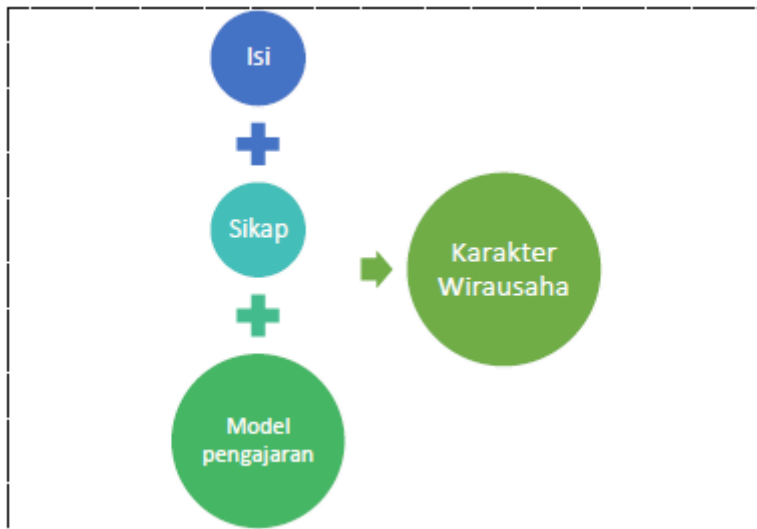 Isi
Sikap
Karakter
Wirausaha
Model
pengajaran